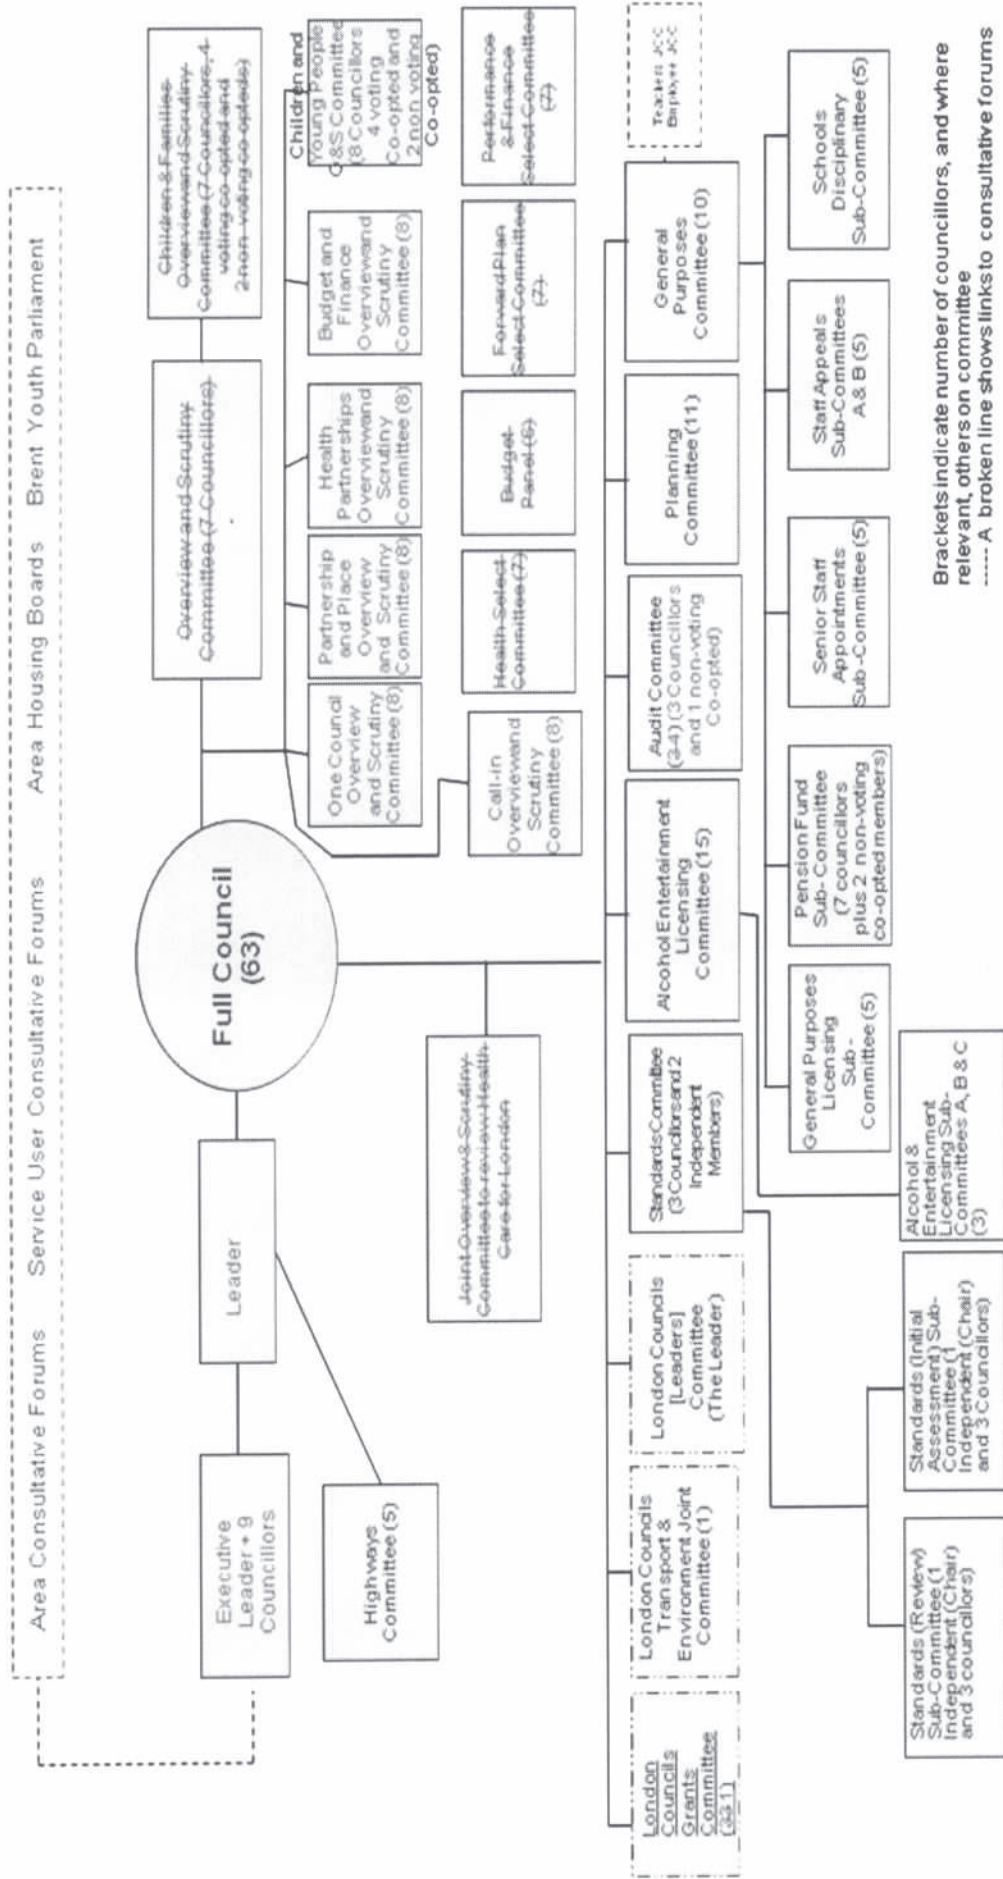 Area Consultative Forums Service User Consultative Forums Area Housing Boards Brent Youth Parliament
Executive
Leader + 9
Councillors
Leader
Highways
Committee (5)
Full Council
(63)
Overview and Scrutiny
Committee (7 Councillors)
Children & Families
Overview and Scrutiny
Committee (7 Councillors, 4
voting co opted and
2 non-voting co opteds)
One Council
Overview
and Scrutiny
Committee (8)
Partnership
and Place
Overview
and Scrutiny
Committee (8)
Health
Partnerships
Overview and
Scrutiny
Committee (8)
Budget and
Finance
Overview and
Scrutiny
Committee (8)
Children and
Young People
O &S Committee
(8 Councillors
4 voting
Co-opted and
2 non voting
Co-opted)
Call-in
Overview and
Scrutiny
Committee (8)
Health Select
Committee (7)
Budget
Panel (6)
Forward Plan
Select Committee
(7)
Performance
& Finance
Select Committee
(7)
Joint Overview & Scrutiny
Committee to review Health
Care for London
London
Councils
Grants
Committee
London Councils
Transport &
Environment Joint
Committee (1)
London Councils
[Leaders]
Committee
(The Leader)
Standards Committee
(3 Councillors and 2
Independent
Members)
Alcohol Entertainment
Licensing
Committee (15)
Audit Committee
(3 4) (3 Councillors
and 1 non-voting
Co-opted)
Planning
Committee (11)
General
Purposes
Committee (10)
Teachers JCC
Employee JCC
General Purposes
Licensing
Sub-
Committee (5)
Pension Fund
Sub- Committee
(7 councillors
plus 2 non-voting
co-opted members)
Senior Staff
Appointments
Sub -Committee (5)
Staff Appeals
Sub-Committees
A & B (5)
Schools
Disciplinary
Sub-Committee (5)
Standards (Review)
Sub-Committee (1
Independent (Chair)
and 3 councillors)
Standards (Initial
Assessment) Sub-
Committee (1
Independent (Chair)
and 3 Councillors)
Alcohol &
Entertainment
Licensing Sub-
Committees A, B & C
(3)
Brackets indicate number of councillors, and where
relevant, others on committee
----- A broken line shows links to consultative forums